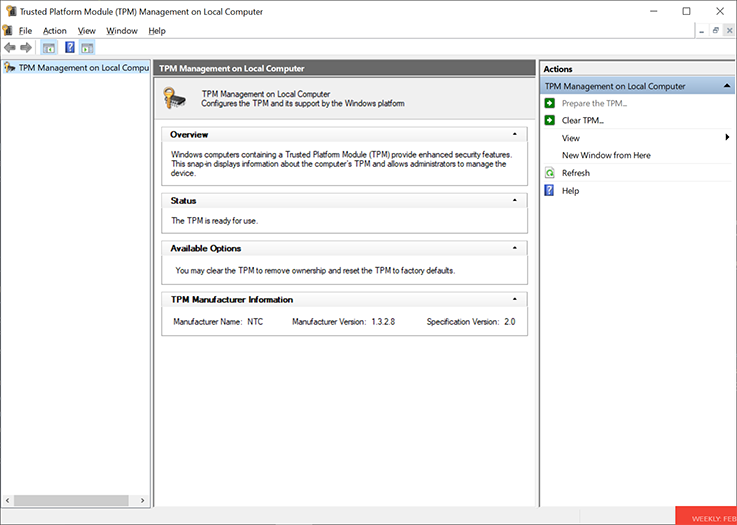 Trusted Platform Module (TPM) Management on Local Computer
File Action View Window Help
TPM Management on Local Compu
TPM Management on Local Computer
TPM Management on Local Computer
Configures the TPM and its support by the Windows platform
Overview
Windows computers containing a Trusted Platform Module (TPM) provide enhanced security features.
This snap-in displays information about the computer's TPM and allows administrators to manage the
device.
Status
The TPM is ready for use.
Available Options
You may clear the TPM to remove ownership and reset the TPM to factory defaults.
TPM Manufacturer Information
Manufacturer Name: NTC Manufacturer Version: 1.3.2.8 Specification Version: 2.0
Actions
TPM Management on Local Computer
Prepare the TPM...
Clear TPM...
View
New Window from Here
Refresh
Help
WEEKLY: FEB